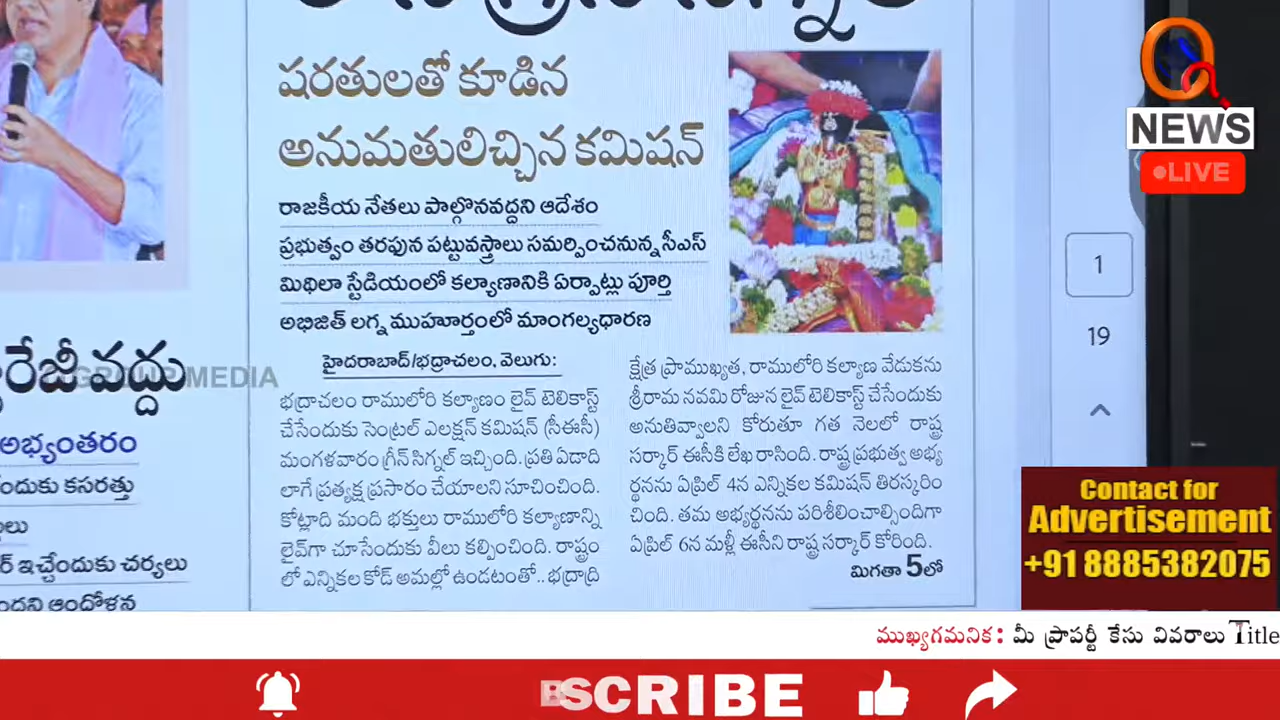 షరతులతో కూడిన
అనుమతులిచ్చిన కమిషన్
రాజకీయ నేతలు పాల్గొనవద్దని ఆదేశం
ప్రభుత్వం తరఫున పట్టువస్త్రాలు సమర్పించనున్న సీఎస్
మిథిలా స్టేడియంలో కల్యాణానికి ఏర్పాట్లు పూర్తి
అభిజిత్ లగ్న ముహూర్తంలో మాంగల్యధారణ
హైదరాబాద్/భద్రాచలం, వెలుగు:
భద్రాచలం రాములోరి కల్యాణం లైవ్ టెలికాస్ట్
చేసేందుకు సెంట్రల్ ఎలక్షన్ కమిషన్ (సీఈసీ)
మంగళవారం గ్రీన్ సిగ్నల్ ఇచ్చింది. ప్రతి ఏడాది
లాగే ప్రత్యక్ష ప్రసారం చేయాలని సూచించింది.
కోట్లాది మంది భక్తులు రాములోరి కల్యాణాన్ని
లైవ్‌గా చూసేందుకు వీలు కల్పించింది. రాష్ట్రం
లో ఎన్నికల కోడ్ అమల్లో ఉండటంతో.. భద్రాద్రి
క్షేత్ర ప్రాముఖ్యత, రాములోరి కల్యాణ వేడుకను
శ్రీరామ నవమి రోజున లైవ్ టెలికాస్ట్ చేసేందుకు
అనుతివ్వాలని కోరుతూ గత నెలలో రాష్ట్ర
సర్కార్ ఈసీకి లేఖ రాసింది. రాష్ట్ర ప్రభుత్వ అభ్య
ర్థనను ఏప్రిల్ 4న ఎన్నికల కమిషన్ తిరస్కరిం
చింది. తమ అభ్యర్థనను పరిశీలించాల్సిందిగా
ఏప్రిల్ 6న మళ్లీ ఈసీని రాష్ట్ర సర్కార్ కోరింది.
మిగతా 5లో
రేజీ వద్దు
MEDIA
అభ్యంతరం
ందుకు కసరత్తు
ర్ ఇచ్చేందుకు చర్యలు
ందని ఆందోళన
NEWS
LIVE
1
19
Contact for
Advertisement
+91 8885382075
ముఖ్యగమనిక: మీ ప్రాపర్టీ కేసు వివరాలు Title
SCRIBE